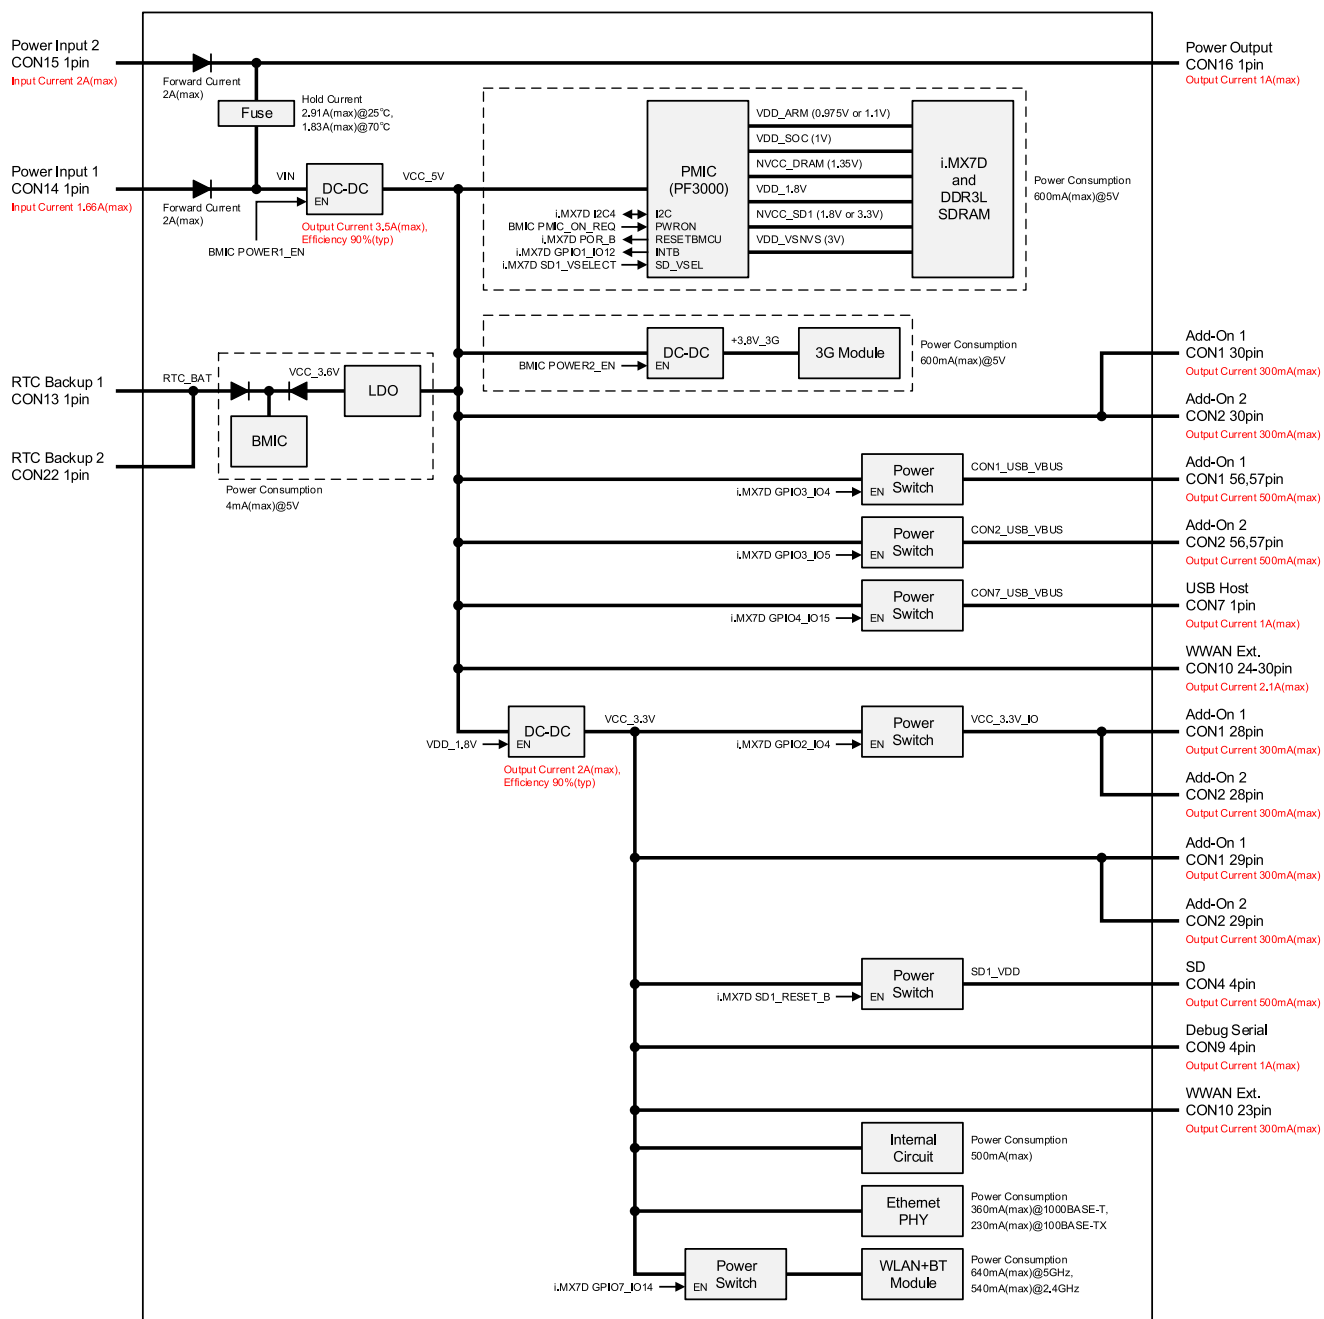 Power Input 2
CON15 1pin
Input Current 2A(max)
Forward Current
2A(max)
Fuse
Hold Current
2.91A(max)@25°C,
1.83A(max)@70°C
Power Output
CON16 1pin
Output Current 1A(max)
Power Input 1
CON14 1pin
Input Current 1.66A(max)
Forward Current
2A(max)
VIN
DC-DC
EN
VCC_5V
Output Current 3.5A(max),
Efficiency 90%(typ)
BMIC POWER1_EN
PMIC
(PF3000)
i.MX7D I2C4
I2C
BMIC PMIC_ON_REQ
PWRON
i.MX7D POR_B
RESETBMCU
i.MX7D GPIO1_IO12
INTB
i.MX7D SD1_VSELECT
SD_VSEL
VDD_ARM (0.975V or 1.1V)
VDD_SOC (1V)
NVCC_DRAM (1.35V)
VDD_1.8V
NVCC_SD1 (1.8V or 3.3V)
VDD_VSNVS (3V)
i.MX7D
and
DDR3L
SDRAM
Power Consumption
600mA(max)@5V
BMIC POWER2_EN
DC-DC
EN
+3.8V_3G
3G Module
Power Consumption
600mA(max)@5V
Add-On 1
CON1 30pin
Output Current 300mA(max)
Add-On 2
CON2 30pin
Output Current 300mA(max)
RTC Backup 1
CON13 1pin
RTC_BAT
VCC_3.6V
LDO
BMIC
RTC Backup 2
CON22 1pin
Power Consumption
4mA(max)@5V
i.MX7D GPIO3_IO4
Power
Switch
EN
CON1_USB_VBUS
Add-On 1
CON1 56,57pin
Output Current 500mA(max)
i.MX7D GPIO3_IO5
Power
Switch
EN
CON2_USB_VBUS
Add-On 2
CON2 56,57pin
Output Current 500mA(max)
i.MX7D GPIO4_IO15
Power
Switch
EN
CON7_USB_VBUS
USB Host
CON7 1pin
Output Current 1A(max)
WWAN Ext.
CON10 24-30pin
Output Current 2.1A(max)
VDD_1.8V
DC-DC
EN
VCC_3.3V
Output Current 2A(max),
Efficiency 90%(typ)
i.MX7D GPIO2_IO4
Power
Switch
EN
VCC_3.3V_IO
Add-On 1
CON1 28pin
Output Current 300mA(max)
Add-On 2
CON2 28pin
Output Current 300mA(max)
Add-On 1
CON1 29pin
Output Current 300mA(max)
Add-On 2
CON2 29pin
Output Current 300mA(max)
i.MX7D SD1_RESET_B
Power
Switch
EN
SD1_VDD
SD
CON4 4pin
Output Current 500mA(max)
Debug Serial
CON9 4pin
Output Current 1A(max)
WWAN Ext.
CON10 23pin
Output Current 300mA(max)
Internal
Circuit
Power Consumption
500mA(max)
Ethernet
PHY
Power Consumption
360mA(max)@1000BASE-T,
230mA(max)@100BASE-TX
i.MX7D GPIO7_IO14
Power
Switch
EN
WLAN+BT
Module
Power Consumption
640mA(max)@5GHz,
540mA(max)@2.4GHz